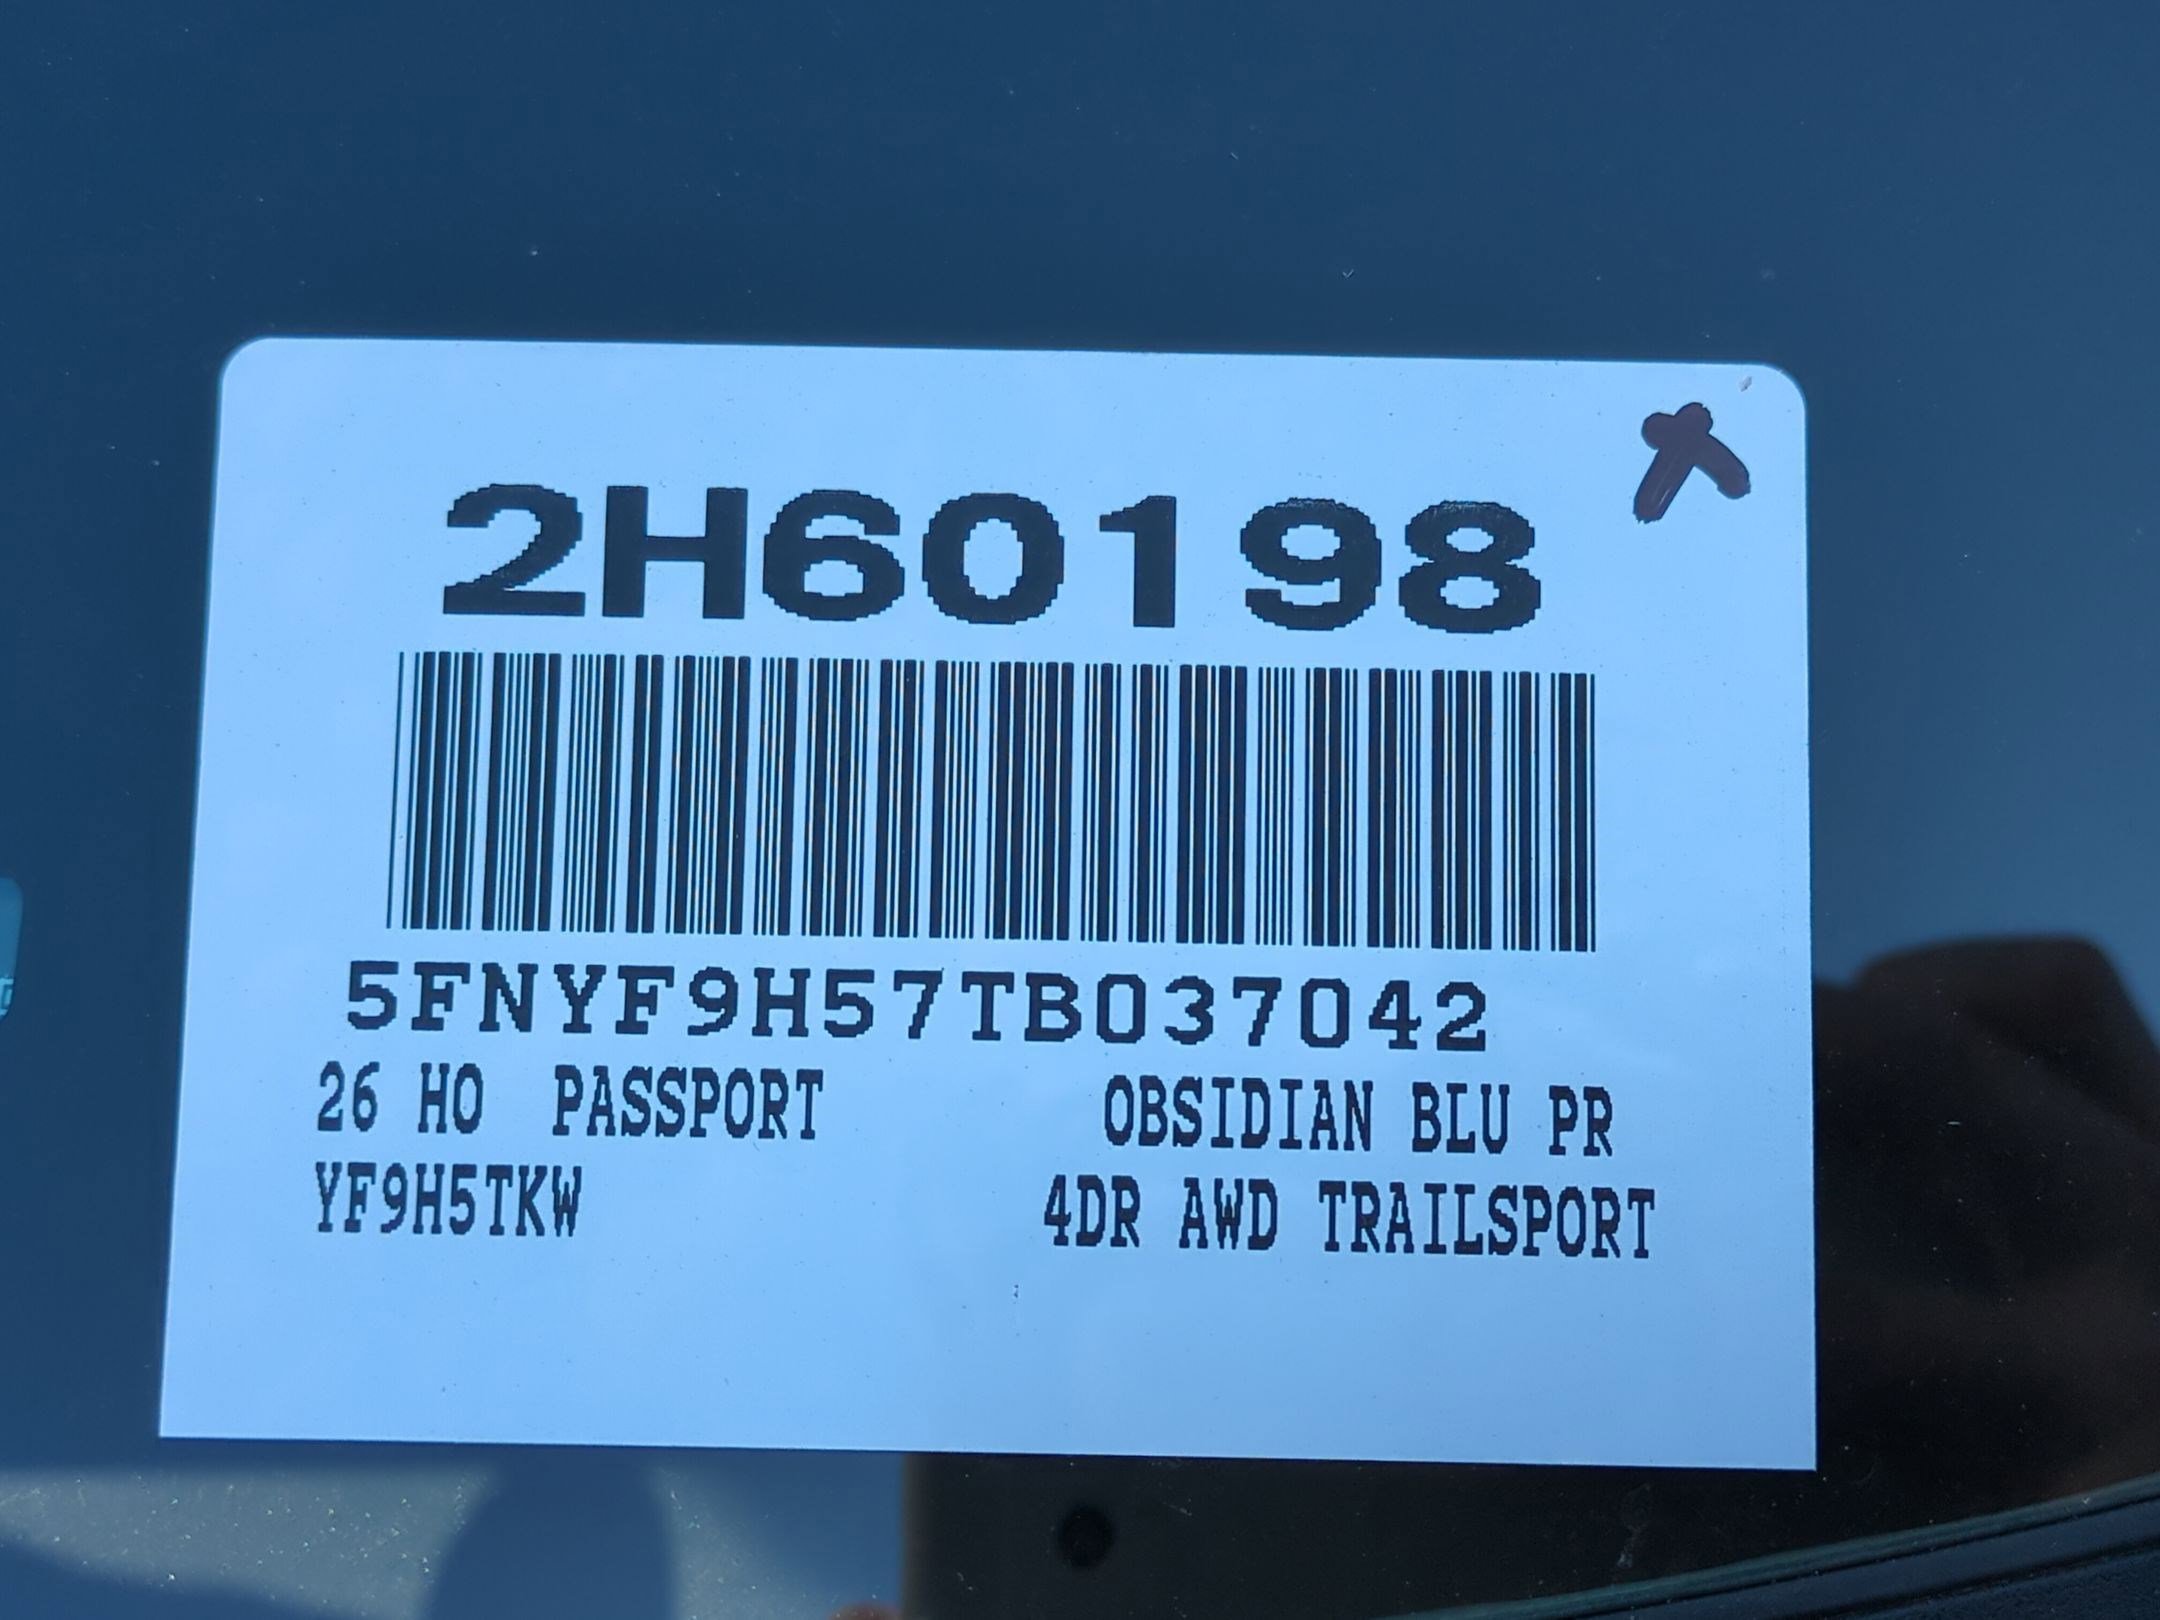 2H60198
5FNYF9H57TB037042
26 HO PASSPORT OBSIDIAN BLU PR
YF9H5TKW 4DR AWD TRAILSPORT